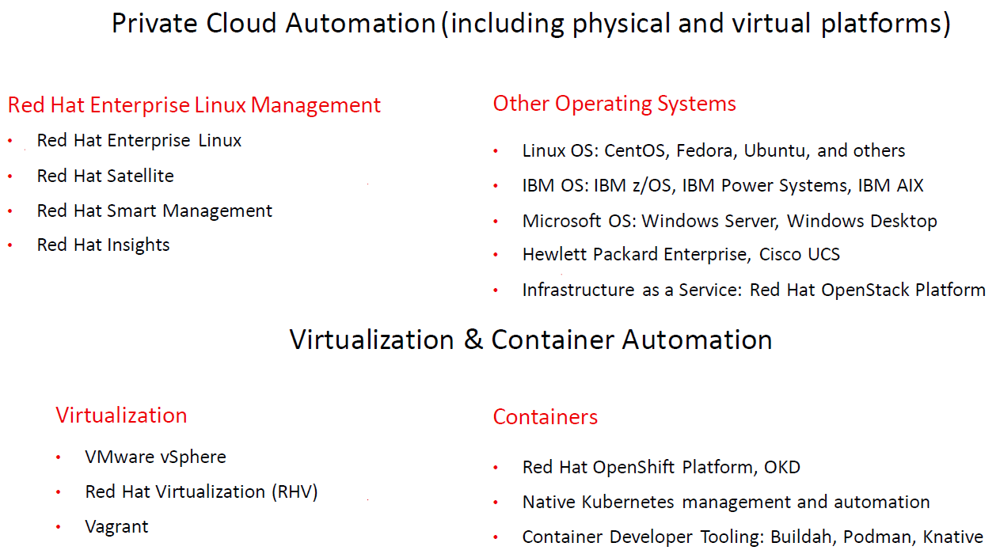 Private Cloud Automation (including physical and virtual platforms)
Red Hat Enterprise Linux Management
• Red Hat Enterprise Linux
• Red Hat Satellite
• Red Hat Smart Management
• Red Hat Insights
Other Operating Systems
• Linux OS: CentOS, Fedora, Ubuntu, and others
• IBM OS: IBM z/OS, IBM Power Systems, IBM AIX
• Microsoft OS: Windows Server, Windows Desktop
• Hewlett Packard Enterprise, Cisco UCS
• Infrastructure as a Service: Red Hat OpenStack Platform
Virtualization & Container Automation
Virtualization
• VMware vSphere
• Red Hat Virtualization (RHV)
• Vagrant
Containers
• Red Hat OpenShift Platform, OKD
• Native Kubernetes management and automation
• Container Developer Tooling: Buildah, Podman, Knative